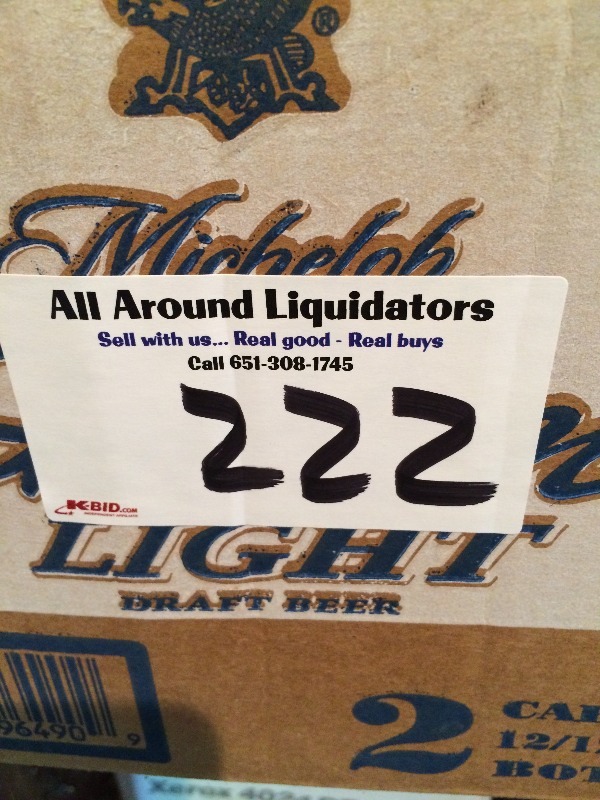 ®
Michelob
All Around Liquidators
Sell with us... Real good - Real buys
Call 651-308-1745
222
K-BID.COM
LIGHT
DRAFT BEER
96490 9
2